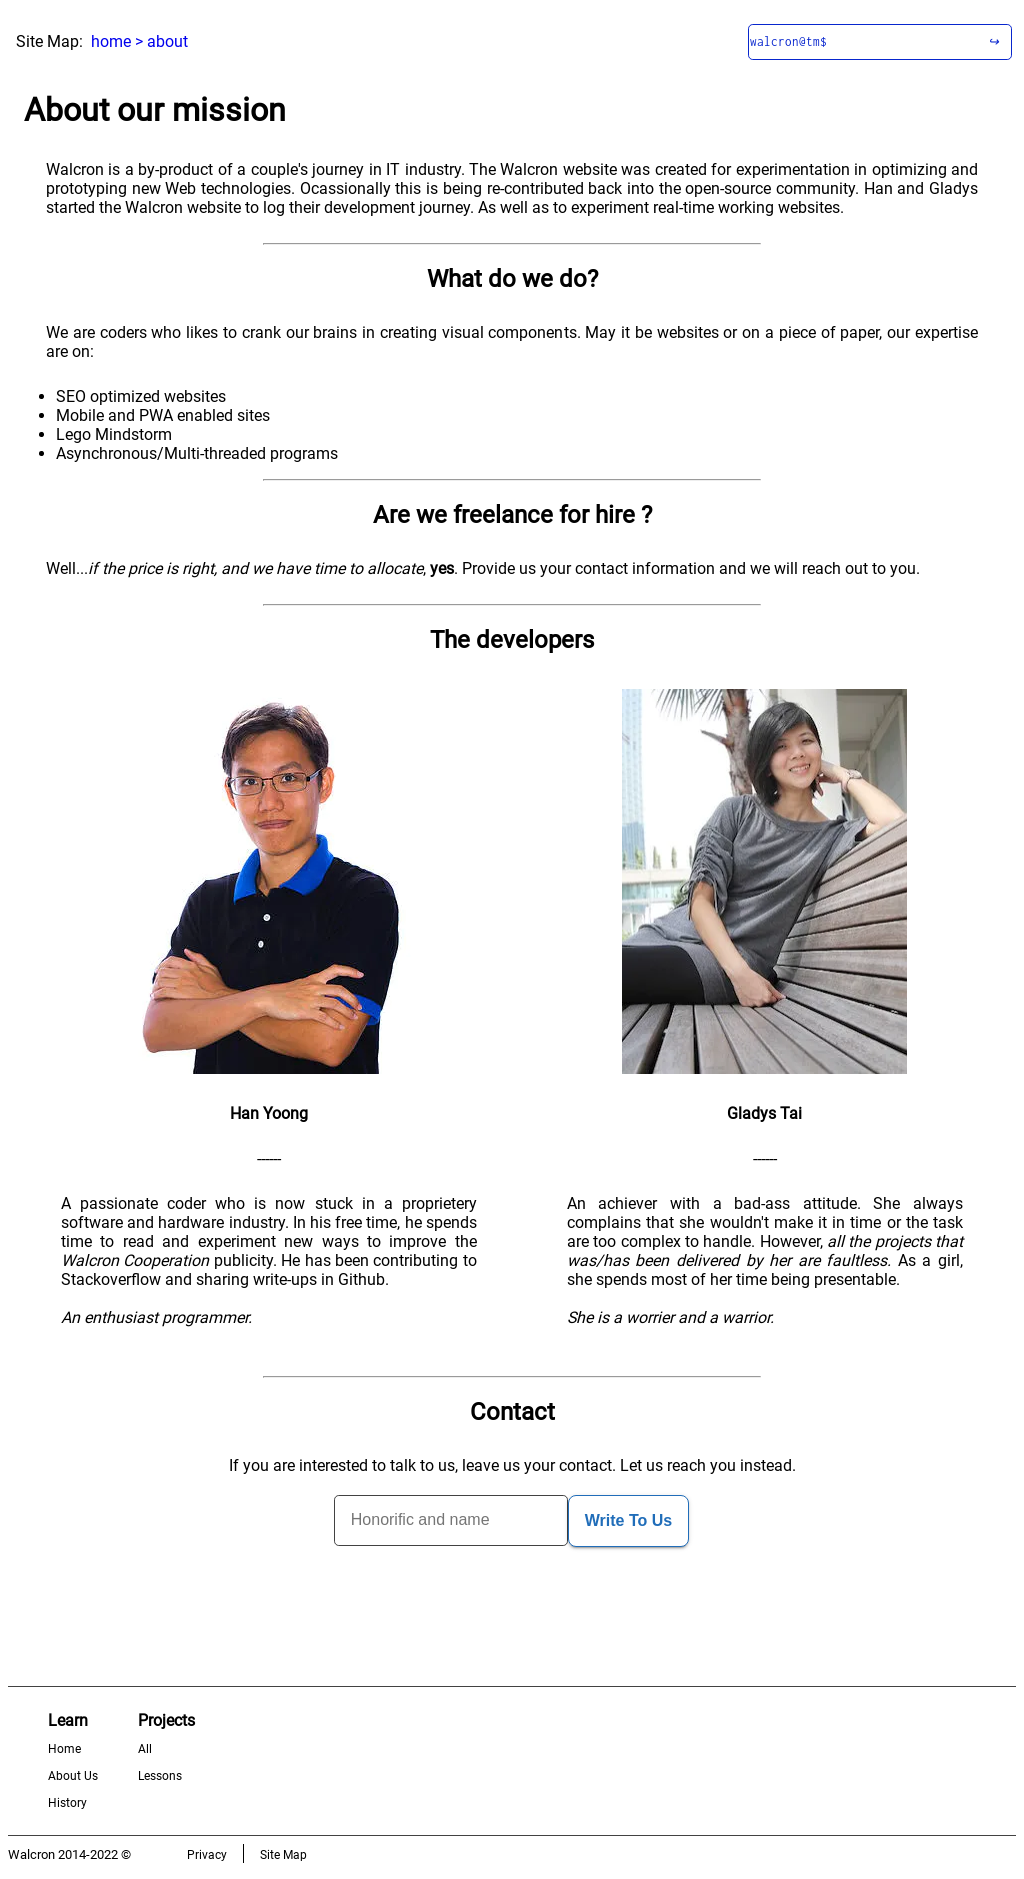 Site Map: home > about
walcron@tm$ ↪
About our mission
Walcron is a by-product of a couple's journey in IT industry. The Walcron website was created for experimentation in optimizing and
prototyping new Web technologies. Ocassionally this is being re-contributed back into the open-source community. Han and Gladys
started the Walcron website to log their development journey. As well as to experiment real-time working websites.
What do we do?
We are coders who likes to crank our brains in creating visual components. May it be websites or on a piece of paper, our expertise
are on:
• SEO optimized websites
• Mobile and PWA enabled sites
• Lego Mindstorm
• Asynchronous/Multi-threaded programs
Are we freelance for hire ?
Well...if the price is right, and we have time to allocate, yes. Provide us your contact information and we will reach out to you.
The developers
Han Yoong
------
A passionate coder who is now stuck in a proprietery
software and hardware industry. In his free time, he spends
time to read and experiment new ways to improve the
Walcron Cooperation publicity. He has been contributing to
Stackoverflow and sharing write-ups in Github.
An enthusiast programmer.
Gladys Tai
------
An achiever with a bad-ass attitude. She always
complains that she wouldn't make it in time or the task
are too complex to handle. However, all the projects that
was/has been delivered by her are faultless. As a girl,
she spends most of her time being presentable.
She is a worrier and a warrior.
Contact
If you are interested to talk to us, leave us your contact. Let us reach you instead.
Honorific and name
Write To Us
Learn
Home
About Us
History
Projects
All
Lessons
Walcron 2014-2022 ©
Privacy
Site Map